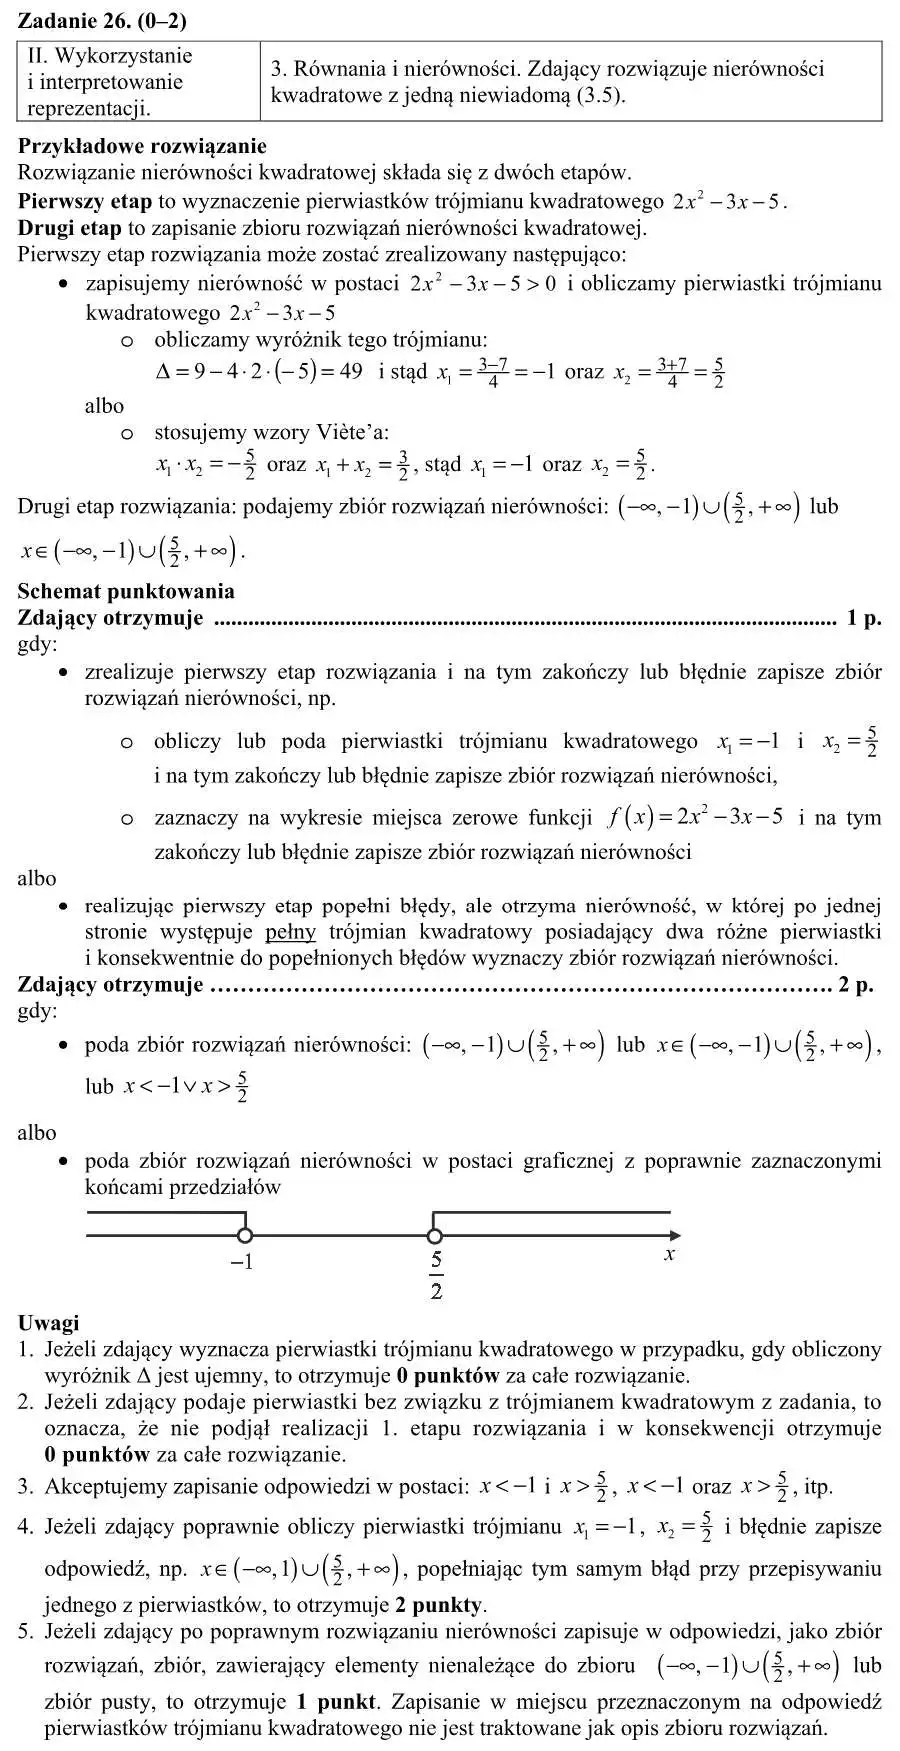 Zadanie 26. (0–2)
II. Wykorzystanie
i interpretowanie
reprezentacji.
3. Równania i nierówności. Zdający rozwiązuje nierówności
kwadratowe z jedną niewiadomą (3.5).
Przykładowe rozwiązanie
Rozwiązanie nierówności kwadratowej składa się z dwóch etapów.
Pierwszy etap to wyznaczenie pierwiastków trójmianu kwadratowego 2x² − 3x − 5.
Drugi etap to zapisanie zbioru rozwiązań nierówności kwadratowej.
Pierwszy etap rozwiązania może zostać zrealizowany następująco:
• zapisujemy nierówność w postaci 2x² − 3x − 5 > 0 i obliczamy pierwiastki trójmianu
kwadratowego 2x² − 3x − 5
o obliczamy wyróżnik tego trójmianu:
Δ = 9 − 4·2·(−5) = 49 i stąd x₁ = (3−7)/4 = −1 oraz x₂ = (3+7)/4 = 5/2
albo
o stosujemy wzory Viète’a:
x₁·x₂ = −5/2 oraz x₁ + x₂ = 3/2, stąd x₁ = −1 oraz x₂ = 5/2.
Drugi etap rozwiązania: podajemy zbiór rozwiązań nierówności: (−∞, −1)∪(5/2, +∞) lub
x∈(−∞, −1)∪(5/2, +∞).
Schemat punktowania
Zdający otrzymuje ............................................................................................................. 1 p.
gdy:
• zrealizuje pierwszy etap rozwiązania i na tym zakończy lub błędnie zapisze zbiór
rozwiązań nierówności, np.
o obliczy lub poda pierwiastki trójmianu kwadratowego x₁ = −1 i x₂ = 5/2
i na tym zakończy lub błędnie zapisze zbiór rozwiązań nierówności,
o zaznaczy na wykresie miejsca zerowe funkcji f(x) = 2x² − 3x − 5 i na tym
zakończy lub błędnie zapisze zbiór rozwiązań nierówności
albo
• realizując pierwszy etap popełni błędy, ale otrzyma nierówność, w której po jednej
stronie występuje pełny trójmian kwadratowy posiadający dwa różne pierwiastki
i konsekwentnie do popełnionych błędów wyznaczy zbiór rozwiązań nierówności.
Zdający otrzymuje ………………………………………………………………………. 2 p.
gdy:
• poda zbiór rozwiązań nierówności: (−∞, −1)∪(5/2, +∞) lub x∈(−∞, −1)∪(5/2, +∞),
lub x < −1 ∨ x > 5/2
albo
• poda zbiór rozwiązań nierówności w postaci graficznej z poprawnie zaznaczonymi
końcami przedziałów
−1 5/2 x
Uwagi
1. Jeżeli zdający wyznacza pierwiastki trójmianu kwadratowego w przypadku, gdy obliczony
wyróżnik Δ jest ujemny, to otrzymuje 0 punktów za całe rozwiązanie.
2. Jeżeli zdający podaje pierwiastki bez związku z trójmianem kwadratowym z zadania, to
oznacza, że nie podjął realizacji 1. etapu rozwiązania i w konsekwencji otrzymuje
0 punktów za całe rozwiązanie.
3. Akceptujemy zapisanie odpowiedzi w postaci: x < −1 i x > 5/2, x < −1 oraz x > 5/2, itp.
4. Jeżeli zdający poprawnie obliczy pierwiastki trójmianu x₁ = −1, x₂ = 5/2 i błędnie zapisze
odpowiedź, np. x∈(−∞, 1)∪(5/2, +∞), popełniając tym samym błąd przy przepisywaniu
jednego z pierwiastków, to otrzymuje 2 punkty.
5. Jeżeli zdający po poprawnym rozwiązaniu nierówności zapisuje w odpowiedzi, jako zbiór
rozwiązań, zbiór, zawierający elementy nienależące do zbioru (−∞, −1)∪(5/2, +∞) lub
zbiór pusty, to otrzymuje 1 punkt. Zapisanie w miejscu przeznaczonym na odpowiedź
pierwiastków trójmianu kwadratowego nie jest traktowane jak opis zbioru rozwiązań.